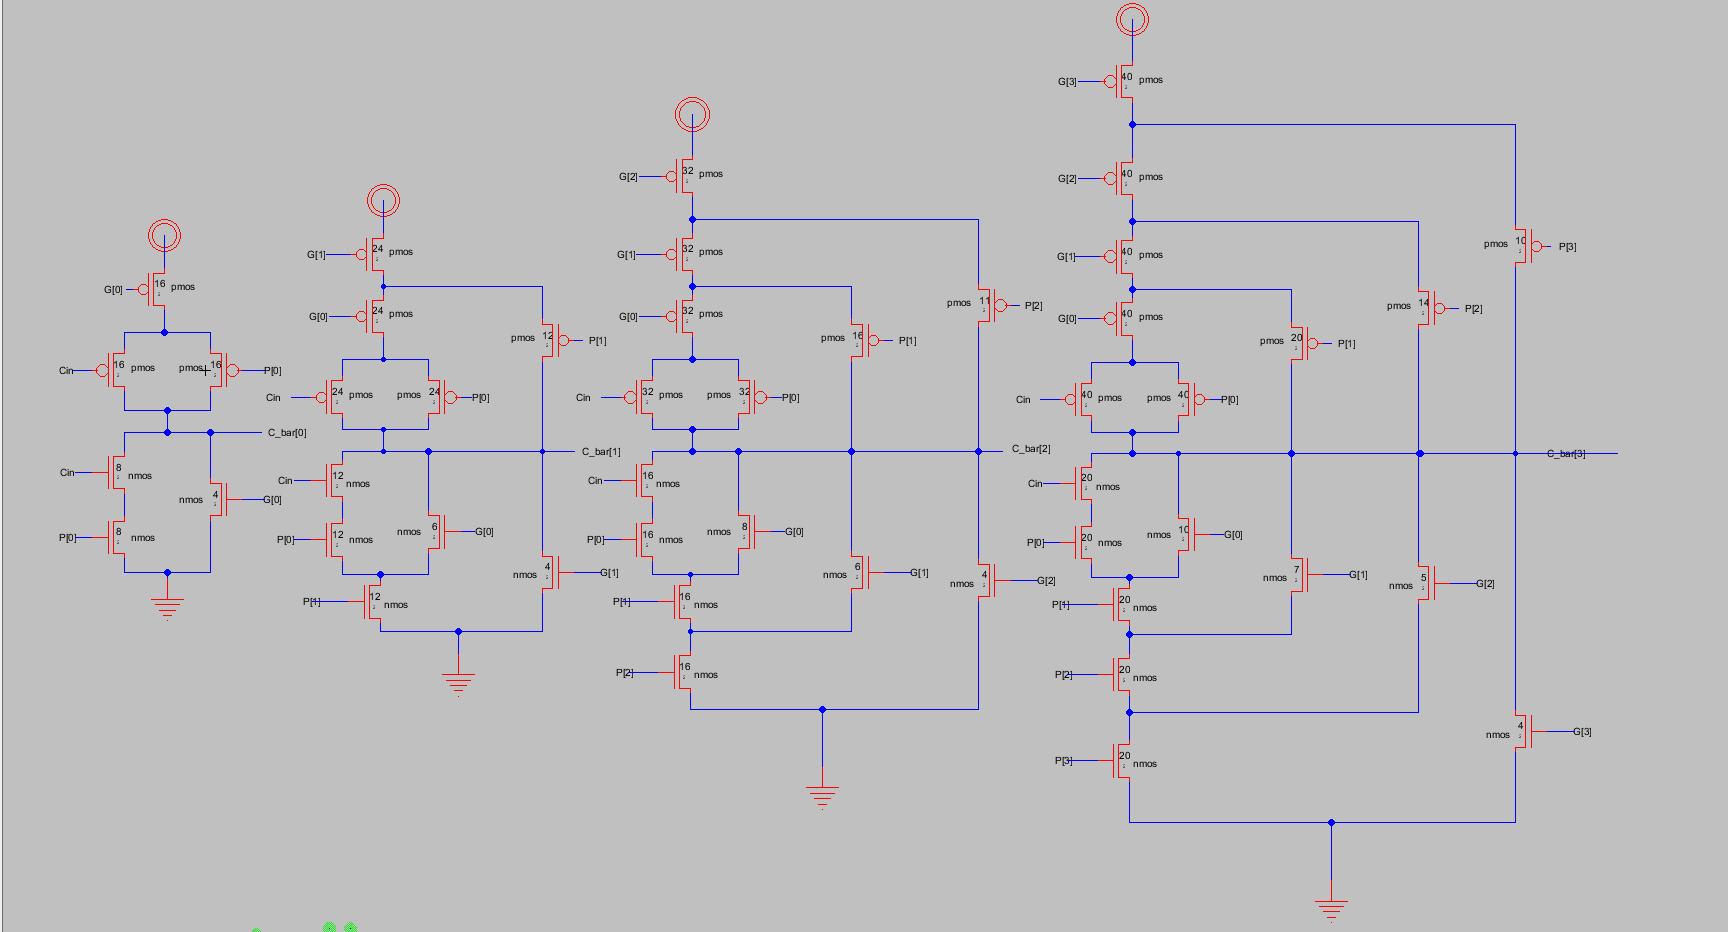 G[0] 16 pmos
Cin 16 pmos pmos 16 P[0]
C_bar[0]
Cin 8 nmos
nmos 4 G[0]
P[0] 8 nmos
G[1] 24 pmos
G[0] 24 pmos
pmos 12 P[1]
Cin 24 pmos pmos 24 P[0]
C_bar[1]
Cin 12 nmos
P[0] 12 nmos nmos 6 G[0]
nmos 4 G[1]
P[1] 12 nmos
G[2] 32 pmos
G[1] 32 pmos
pmos 11 P[2]
G[0] 32 pmos
pmos 16 P[1]
Cin 32 pmos pmos 32 P[0]
C_bar[2]
Cin 16 nmos
P[0] 16 nmos nmos 8 G[0]
nmos 6 G[1]
nmos 4 G[2]
P[1] 16 nmos
P[2] 16 nmos
G[3] 40 pmos
G[2] 40 pmos
pmos 10 P[3]
G[1] 40 pmos
pmos 14 P[2]
G[0] 40 pmos
pmos 20 P[1]
Cin 40 pmos pmos 40 P[0]
C_bar[3]
Cin 20 nmos
P[0] 20 nmos nmos 10 G[0]
nmos 7 G[1]
nmos 5 G[2]
P[1] 20 nmos
P[2] 20 nmos
nmos 4 G[3]
P[3] 20 nmos